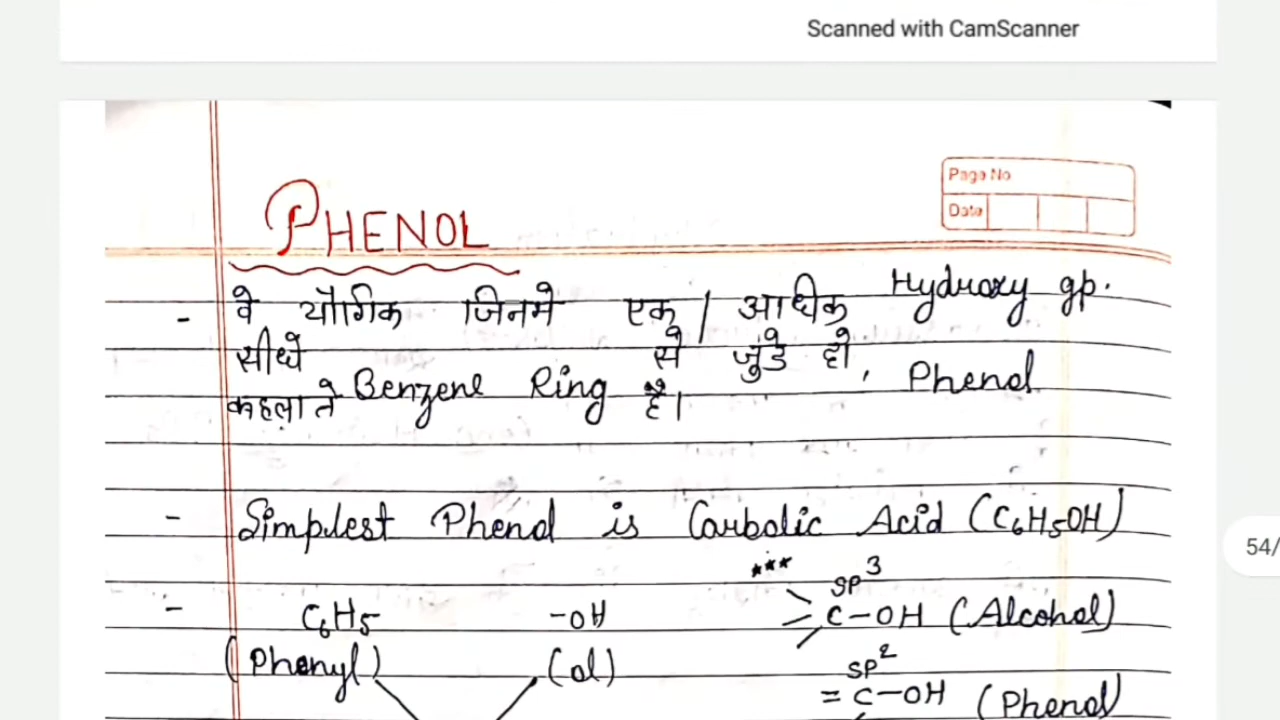 Scanned with CamScanner
Page No
Date
PHENOL
- वे यौगिक जिनमे एक / आधिक Hydroxy gp.
सीधे Benzene Ring से जुडे हो, Phenol
कहलाते है।
- Simplest Phenol is Carbolic Acid (C6H5OH)
***
- C6H5 -OH sp3 C-OH (Alcohol)
(Phenyl) (ol) sp2 = C-OH (Phenol
54/